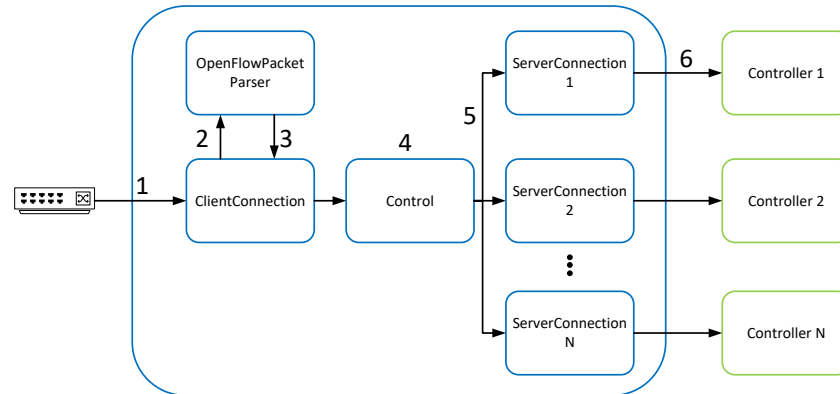 OpenFlowPacket
Parser
ServerConnection
1
6
Controller 1
5
2
3
4
1
ClientConnection
Control
ServerConnection
2
Controller 2
ServerConnection
N
Controller N